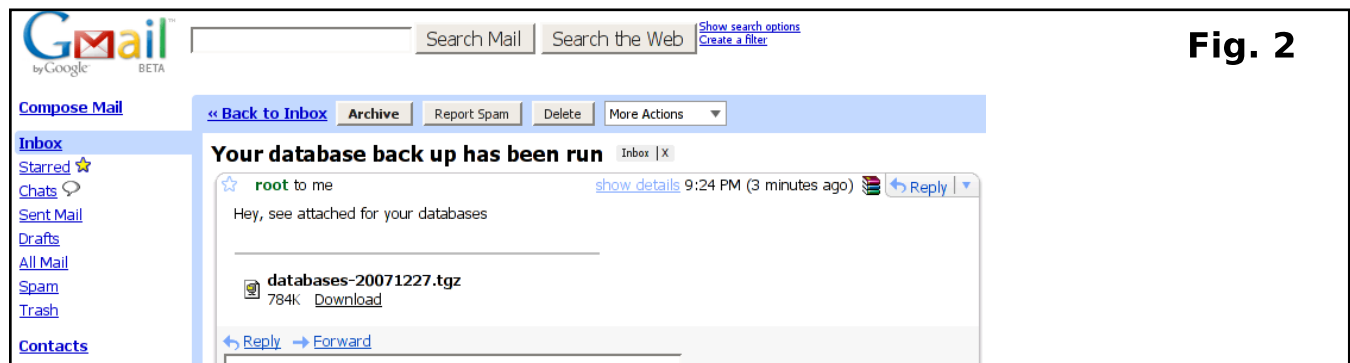 Gmail™
by Google BETA
Search Mail Search the Web Show search options
Create a filter
Fig. 2
Compose Mail
Inbox
Starred
Chats
Sent Mail
Drafts
All Mail
Spam
Trash
Contacts
« Back to Inbox Archive Report Spam Delete More Actions
Your database back up has been run Inbox | X
root to me show details 9:24 PM (3 minutes ago) Reply
Hey, see attached for your databases
databases-20071227.tgz
784K Download
Reply Forward